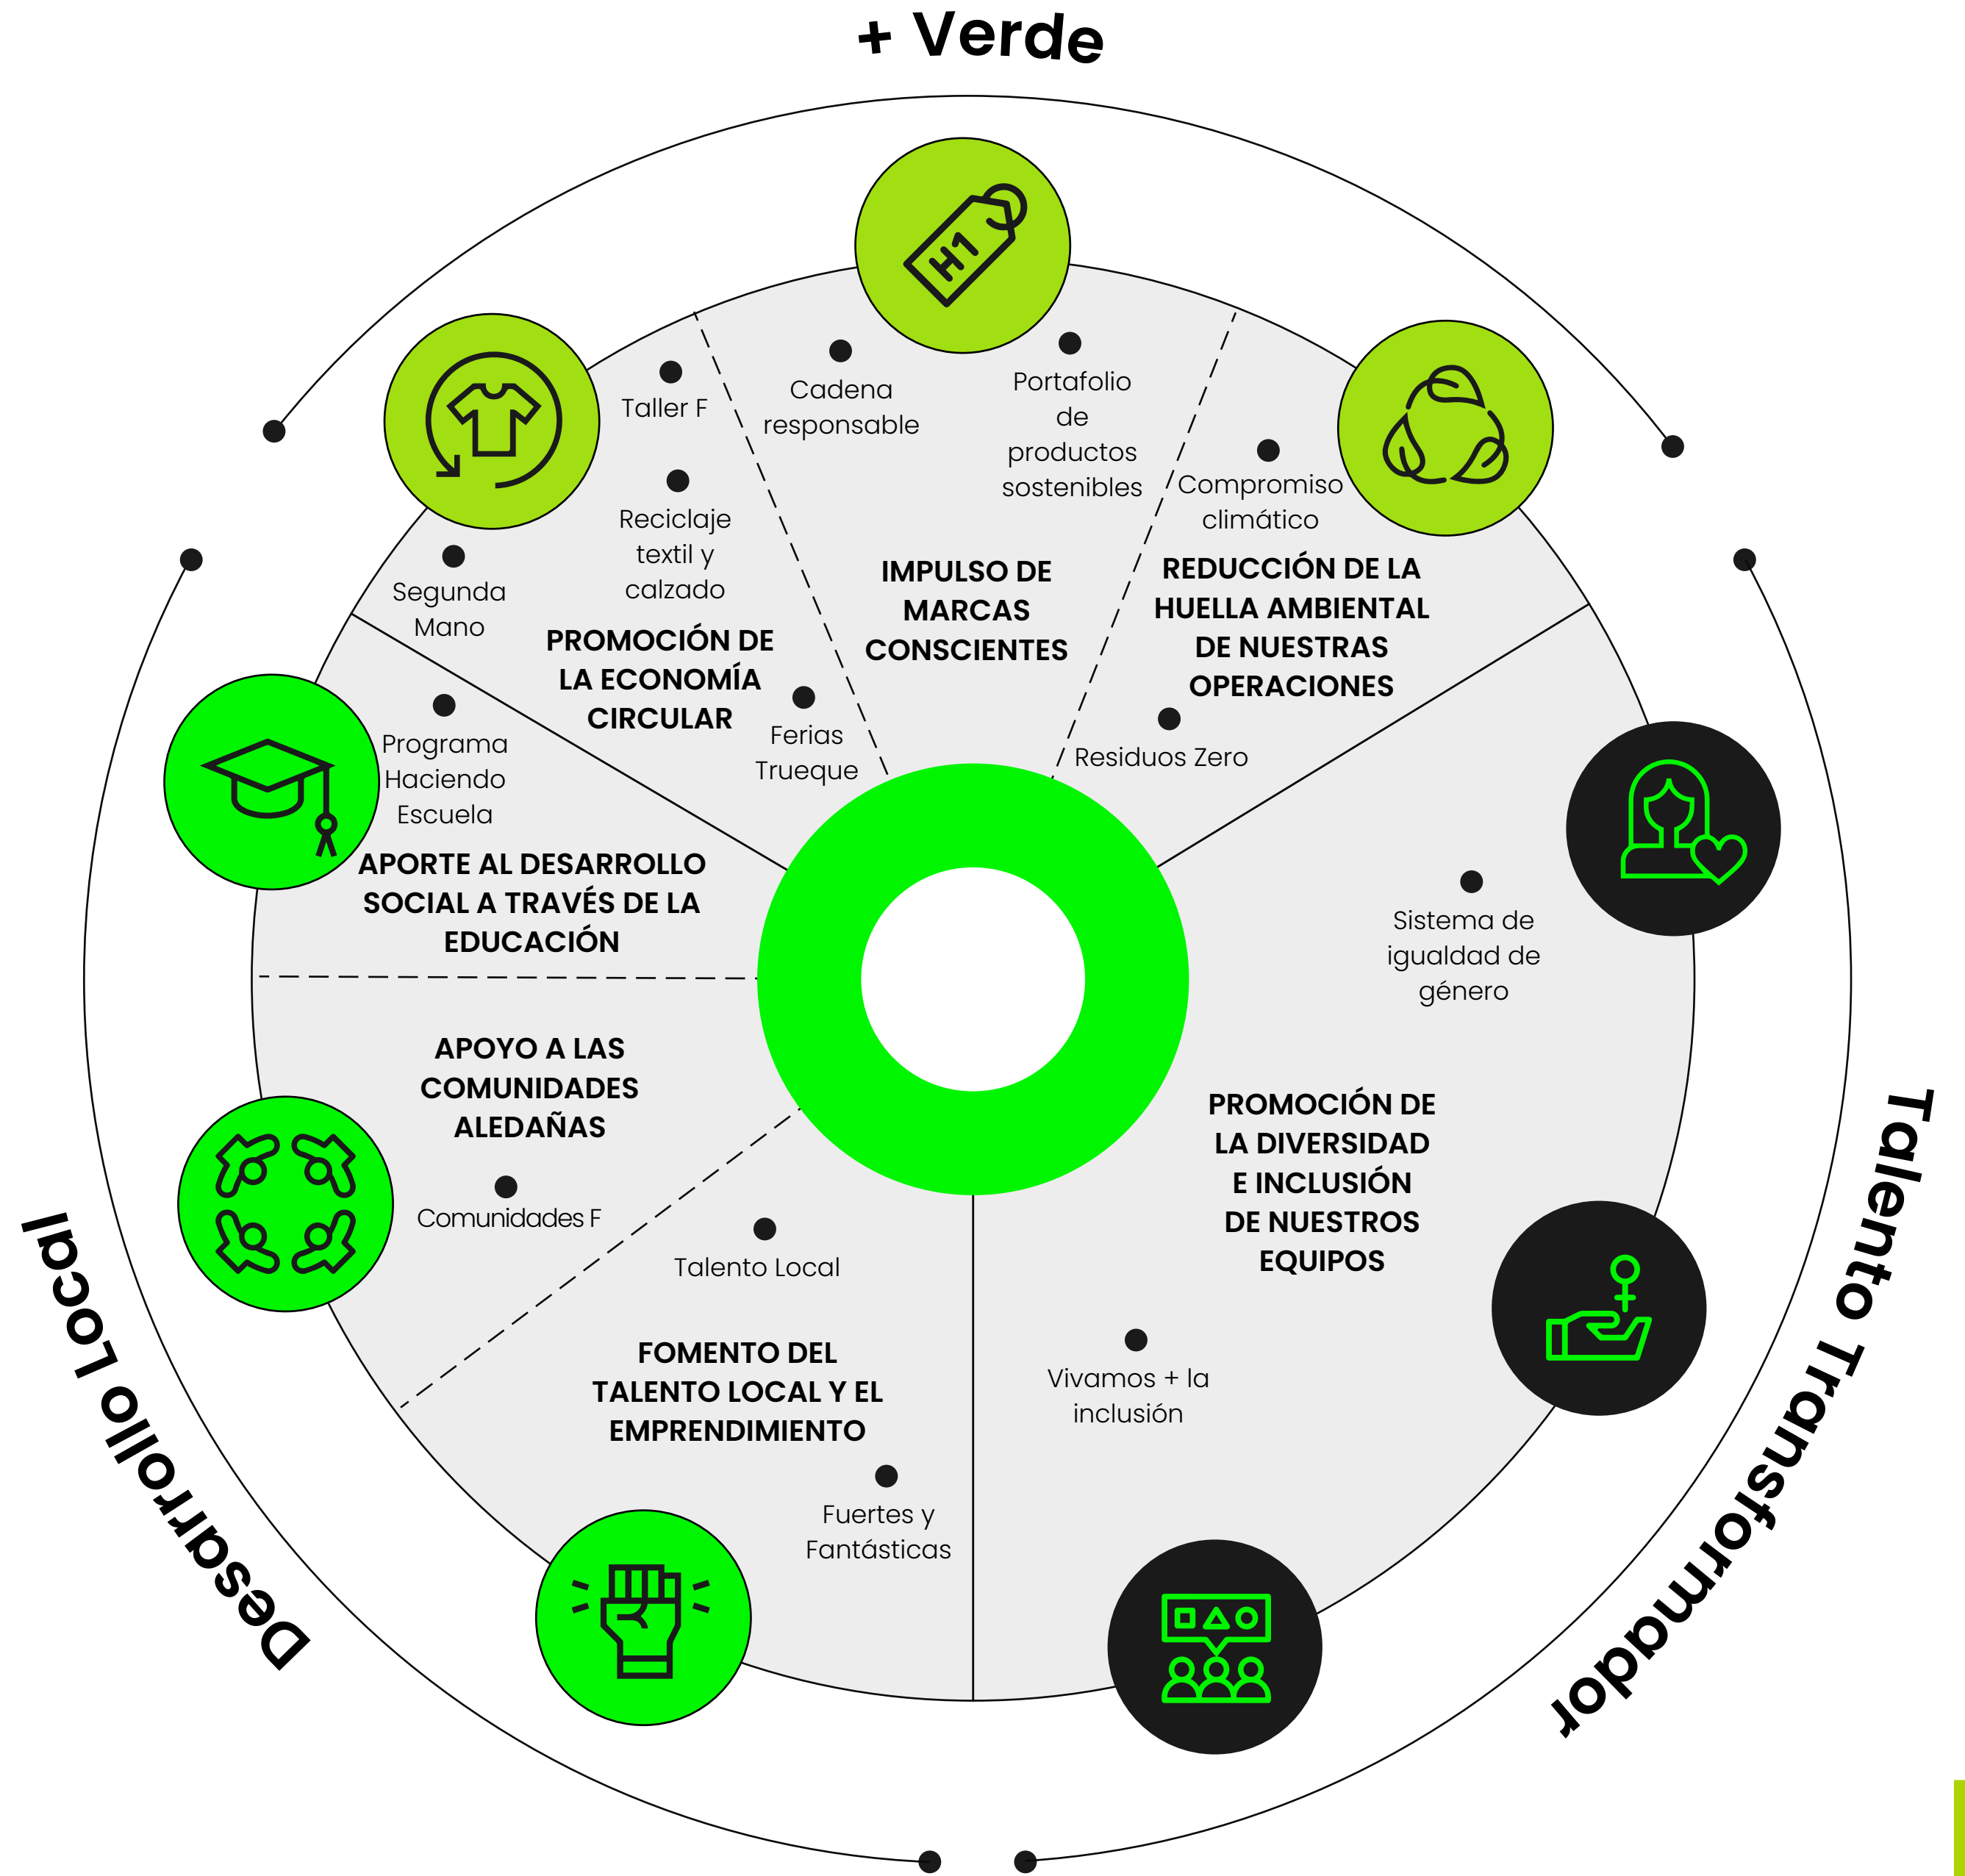 + Verde
H1
Taller F
Reciclaje
textil y
calzado
Segunda
Mano
PROMOCIÓN DE
LA ECONOMÍA
CIRCULAR
Ferias
Trueque
Cadena
responsable
Portafolio
de
productos
sostenibles
IMPULSO DE
MARCAS
CONSCIENTES
Compromiso
climático
REDUCCIÓN DE LA
HUELLA AMBIENTAL
DE NUESTRAS
OPERACIONES
Residuos Zero
Talento Transformador
Sistema de
igualdad de
género
PROMOCIÓN DE
LA DIVERSIDAD
E INCLUSIÓN
DE NUESTROS
EQUIPOS
Vivamos + la
inclusión
Desarrollo Local
Programa
Haciendo
Escuela
APORTE AL DESARROLLO
SOCIAL A TRAVÉS DE LA
EDUCACIÓN
APOYO A LAS
COMUNIDADES
ALEDAÑAS
Comunidades F
Talento Local
FOMENTO DEL
TALENTO LOCAL Y EL
EMPRENDIMIENTO
Fuertes y
Fantásticas